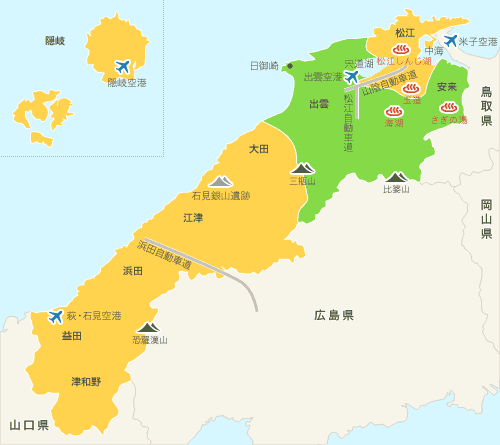 隠岐
隠岐空港
松江
中海
米子空港
松江しんじ湖
宍道湖
日御崎
出雲空港
山陰自動車道
玉造
安来
鳥取県
出雲
松江自動車道
海潮
さぎの湯
大田
三瓶山
比婆山
石見銀山遺跡
岡山県
江津
浜田自動車道
浜田
広島県
萩・石見空港
益田
恐羅漢山
津和野
山口県